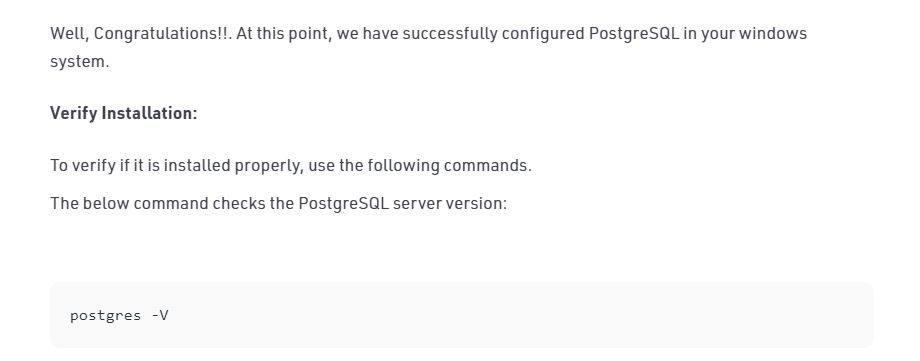 Well, Congratulations!!. At this point, we have successfully configured PostgreSQL in your windows
system.
Verify Installation:
To verify if it is installed properly, use the following commands.
The below command checks the PostgreSQL server version:
postgres -V